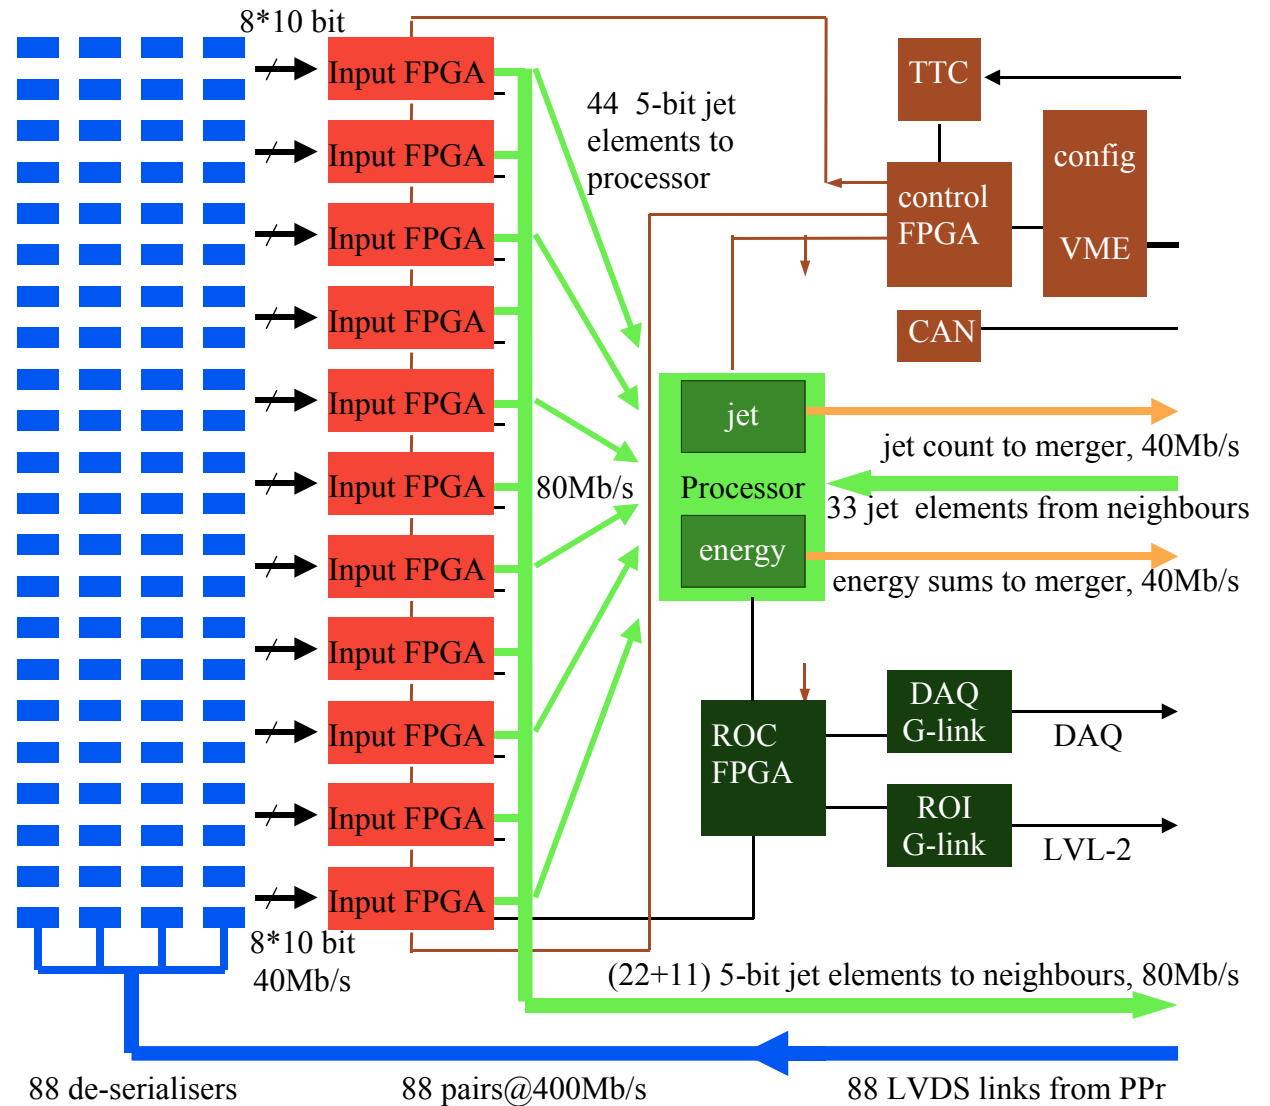 8*10 bit
Input FPGA
Input FPGA
Input FPGA
Input FPGA
Input FPGA
Input FPGA
Input FPGA
Input FPGA
Input FPGA
Input FPGA
Input FPGA
8*10 bit
40Mb/s
44 5-bit jet
elements to
processor
80Mb/s
TTC
control
FPGA
config
VME
CAN
jet
Processor
energy
jet count to merger, 40Mb/s
33 jet elements from neighbours
energy sums to merger, 40Mb/s
ROC
FPGA
DAQ
G-link
DAQ
ROI
G-link
LVL-2
(22+11) 5-bit jet elements to neighbours, 80Mb/s
88 de-serialisers
88 pairs@400Mb/s
88 LVDS links from PPr